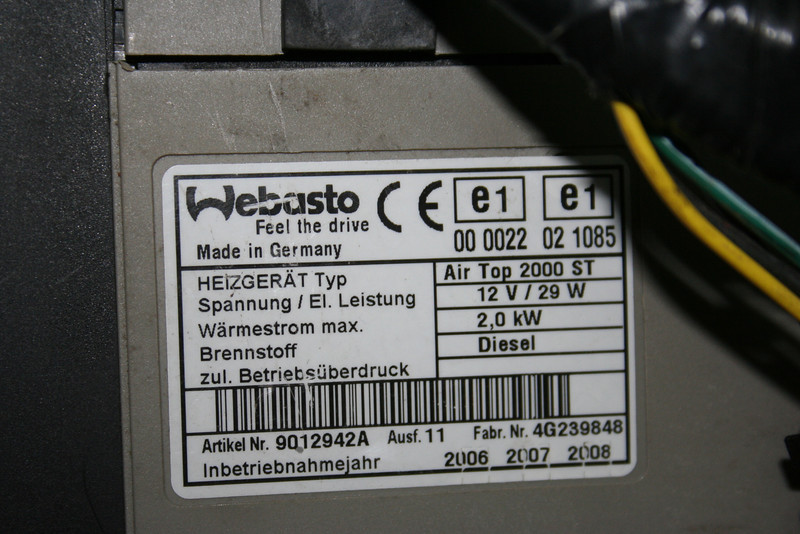 Webasto
Feel the drive
Made in Germany
CE
e1 e1
00 0022 02 1085
HEIZGERÄT Typ Air Top 2000 ST
Spannung / El. Leistung 12 V / 29 W
Wärmestrom max. 2,0 kW
Brennstoff Diesel
zul. Betriebsüberdruck
Artikel Nr. 9012942A Ausf. 11 Fabr. Nr. 4G239848
Inbetriebnahmejahr 2006 2007 2008